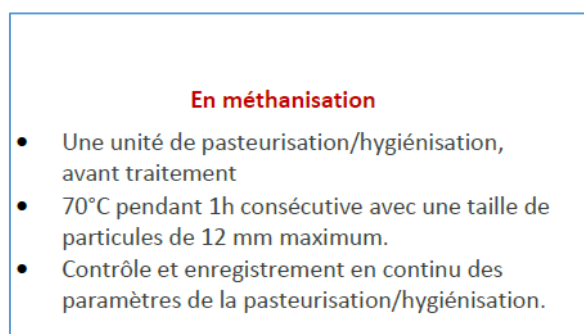 En méthanisation
• Une unité de pasteurisation/hygiénisation,
avant traitement
• 70°C pendant 1h consécutive avec une taille de
particules de 12 mm maximum.
• Contrôle et enregistrement en continu des
paramètres de la pasteurisation/hygiénisation.